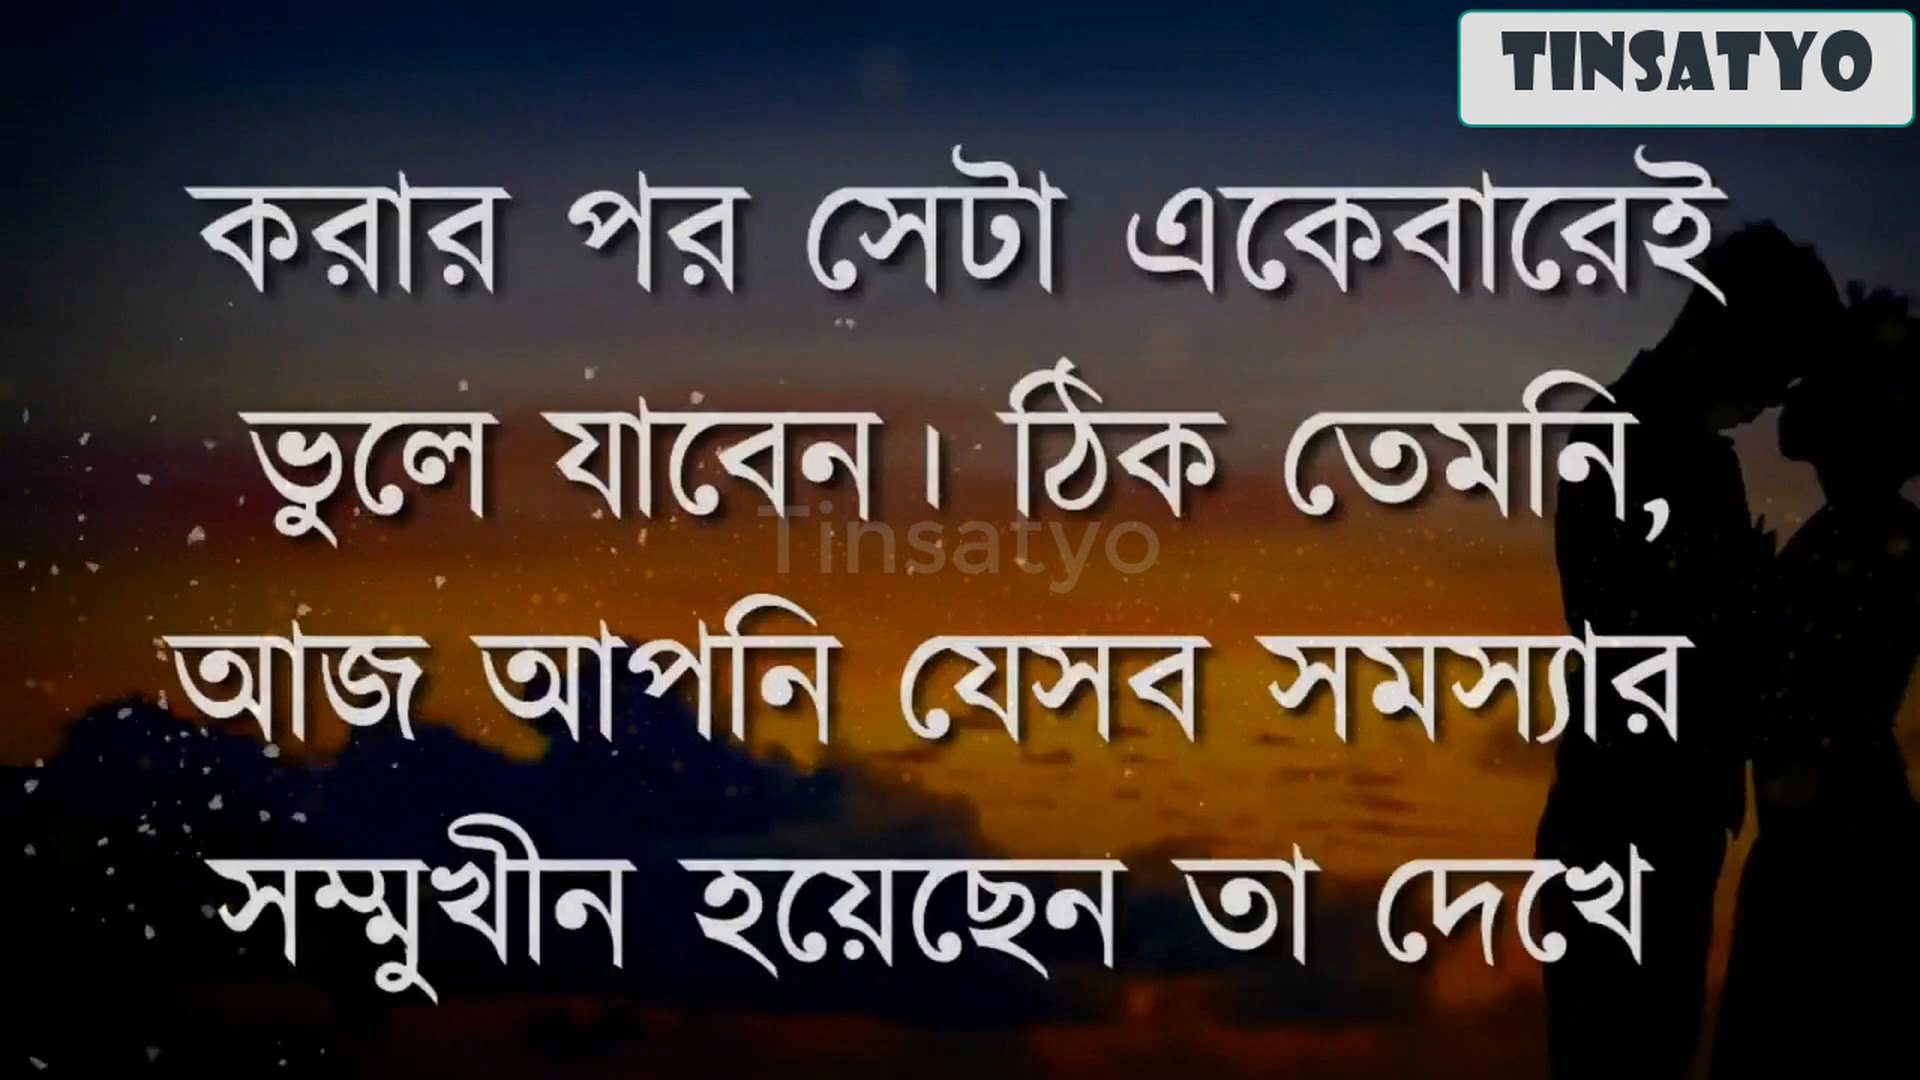 TINSATYO
করার পর সেটা একেবারেই
ভুলে যাবেন। ঠিক তেমনি,
Tinsatyo
আজ আপনি যেসব সমস্যার
সম্মুখীন হয়েছেন তা দেখে